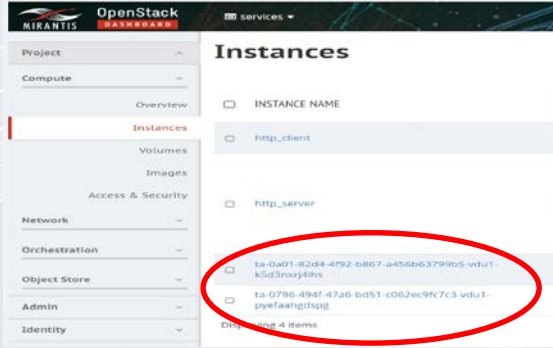 MIRANTIS
OpenStack
DASHBOARD
services
Project
Compute
Overview
Instances
Volumes
Images
Access & Security
Network
Orchestration
Object Store
Admin
Identity
Instances
INSTANCE NAME
http_client
http_server
ta-0a01-82d4-4f92-b867-a456b63799b5-vdu1-
k5d3nxrj4lhs
ta-0796-494f-47a6-bd51-c062ec9fc7c3-vdu1-
pyefaahgdspg
Displaying 4 items